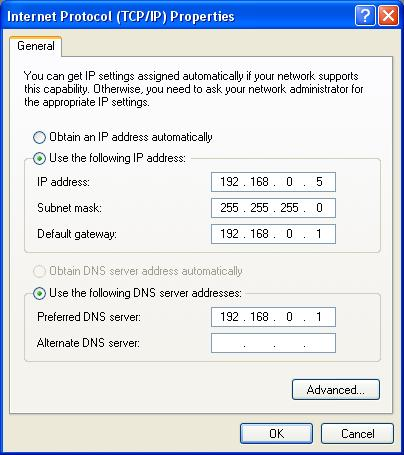 Internet Protocol (TCP/IP) Properties
General
You can get IP settings assigned automatically if your network supports
this capability. Otherwise, you need to ask your network administrator for
the appropriate IP settings.
Obtain an IP address automatically
Use the following IP address:
IP address: 192 . 168 . 0 . 5
Subnet mask: 255 . 255 . 255 . 0
Default gateway: 192 . 168 . 0 . 1
Obtain DNS server address automatically
Use the following DNS server addresses:
Preferred DNS server: 192 . 168 . 0 . 1
Alternate DNS server: . . .
Advanced...
OK Cancel